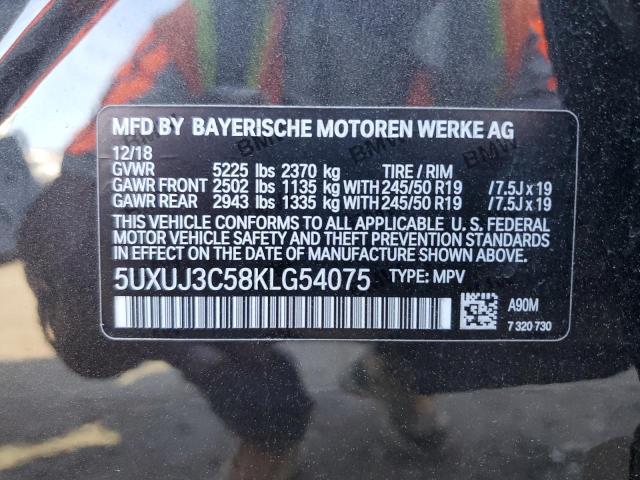 MFD BY BAYERISCHE MOTOREN WERKE AG
12/18
GVWR 5225 lbs 2370 kg TIRE / RIM
GAWR FRONT 2502 lbs 1135 kg WITH 245/50 R19 /7.5J x 19
GAWR REAR 2943 lbs 1335 kg WITH 245/50 R19 /7.5J x 19
THIS VEHICLE CONFORMS TO ALL APPLICABLE U. S. FEDERAL
MOTOR VEHICLE SAFETY AND THEFT PREVENTION STANDARDS
IN EFFECT ON THE DATE OF MANUFACTURE SHOWN ABOVE.
5UXUJ3C58KLG54075 TYPE: MPV
A90M
7 320 730